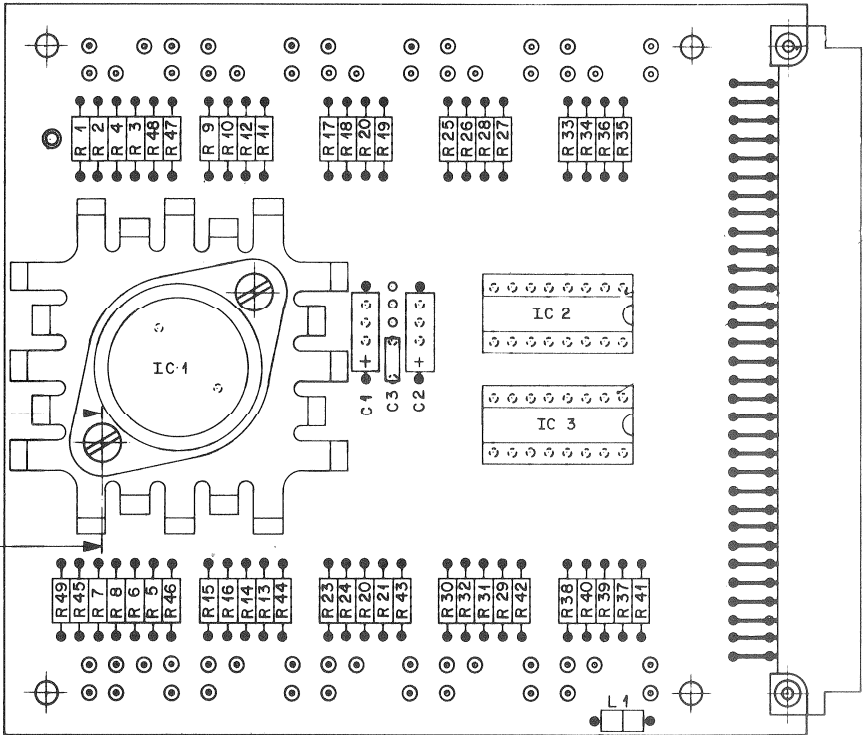 R 1
R 2
R 4
R 3
R 48
R 47
R 9
R 10
R 12
R 11
R 17
R 18
R 20
R 19
R 25
R 26
R 28
R 27
R 33
R 34
R 36
R 35
IC 1
+
C 1
C 3
+
C 2
IC 2
IC 3
R 49
R 45
R 7
R 8
R 6
R 5
R 46
R 15
R 16
R 14
R 13
R 44
R 23
R 24
R 20
R 21
R 43
R 30
R 32
R 31
R 29
R 42
R 38
R 40
R 39
R 37
R 41
L 1